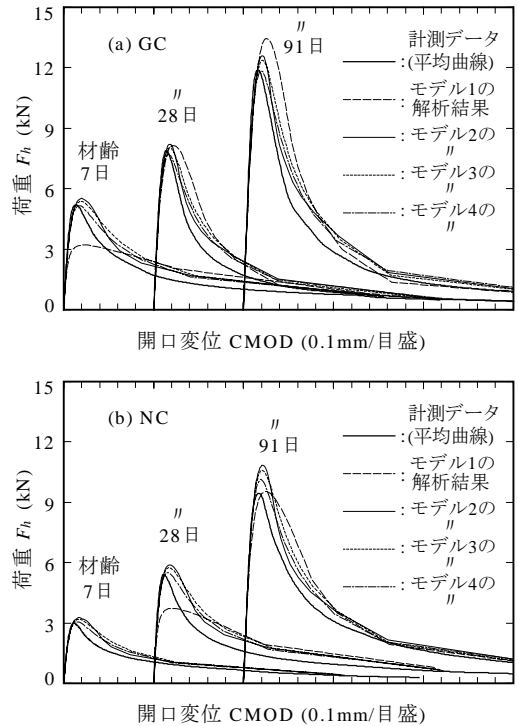 15
12
9
6
3
0
荷重 Fh (kN)
(a) GC
材齢
7日
〃
28日
〃
91日
計測データ
:(平均曲線)
:モデル1の
解析結果
:モデル2の
〃
:モデル3の
〃
:モデル4の
〃
開口変位 CMOD (0.1mm/目盛)
15
12
9
6
3
0
荷重 Fh (kN)
(b) NC
材齢
7日
〃
28日
〃
91日
計測データ
:(平均曲線)
:モデル1の
解析結果
:モデル2の
〃
:モデル3の
〃
:モデル4の
〃
開口変位 CMOD (0.1mm/目盛)